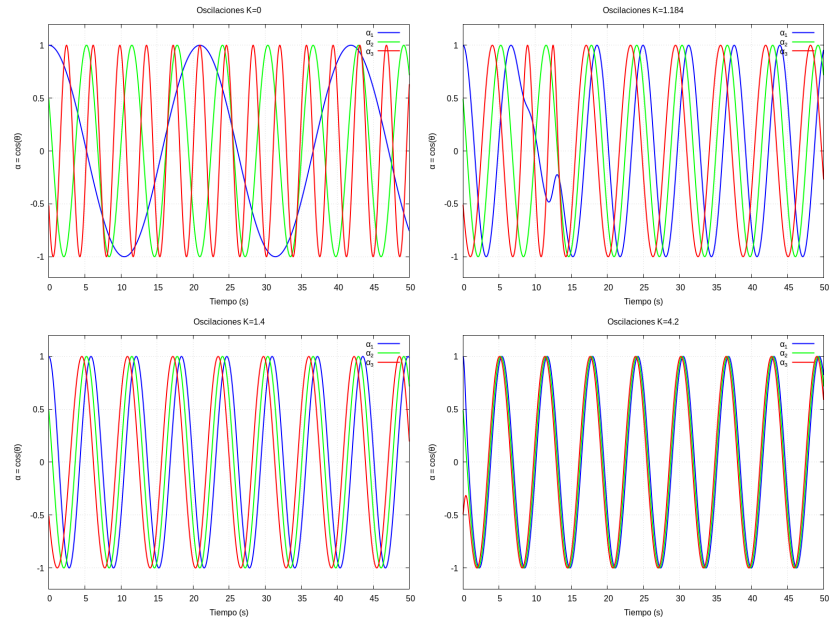 Oscilaciones K=0
α = cos(θ)
1
0.5
0
-0.5
-1
α₁
α₂
α₃
0 5 10 15 20 25 30 35 40 45 50
Tiempo (s)
Oscilaciones K=1.184
α = cos(θ)
1
0.5
0
-0.5
-1
α₁
α₂
α₃
0 5 10 15 20 25 30 35 40 45 50
Tiempo (s)
Oscilaciones K=1.4
α = cos(θ)
1
0.5
0
-0.5
-1
α₁
α₂
α₃
0 5 10 15 20 25 30 35 40 45 50
Tiempo (s)
Oscilaciones K=4.2
α = cos(θ)
1
0.5
0
-0.5
-1
α₁
α₂
α₃
0 5 10 15 20 25 30 35 40 45 50
Tiempo (s)